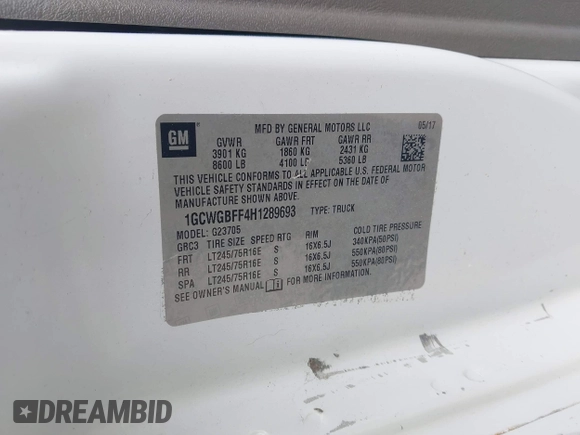 GM
MFD BY GENERAL MOTORS LLC 05/17
GVWR GAWR FRT GAWR RR
3901 KG 1860 KG 2431 KG
8600 LB 4100 LB 5360 LB
THIS VEHICLE CONFORMS TO ALL APPLICABLE U.S. FEDERAL MOTOR
VEHICLE SAFETY STANDARDS IN EFFECT ON THE DATE OF
MANUFACTURE SHOWN ABOVE.
1GCWGBFF4H1289693 TYPE: TRUCK
MODEL: G23705
GRC3 TIRE SIZE SPEED RTG RIM COLD TIRE PRESSURE
FRT LT245/75R16E S 16X6.5J 340KPA(50PSI)
RR LT245/75R16E S 16X6.5J 550KPA(80PSI)
SPA LT245/75R16E S 16X6.5J 550KPA(80PSI)
SEE OWNER'S MANUAL FOR MORE INFORMATION.
DREAMBID